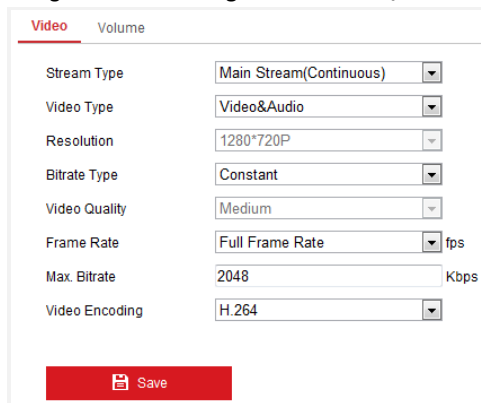 Video Volume
Stream Type Main Stream(Continuous)
Video Type Video&Audio
Resolution 1280*720P
Bitrate Type Constant
Video Quality Medium
Frame Rate Full Frame Rate fps
Max. Bitrate 2048 Kbps
Video Encoding H.264
Save